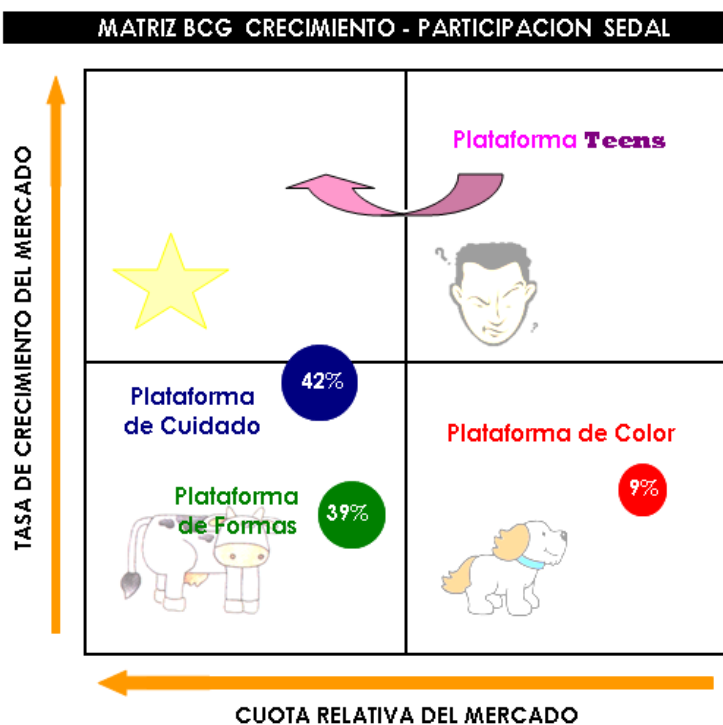 MATRIZ BCG CRECIMIENTO - PARTICIPACION SEDAL
TASA DE CRECIMIENTO DEL MERCADO
Plataforma Teens
?
?
42%
Plataforma
de Cuidado
Plataforma de Color
9%
Plataforma
de Formas
39%
CUOTA RELATIVA DEL MERCADO